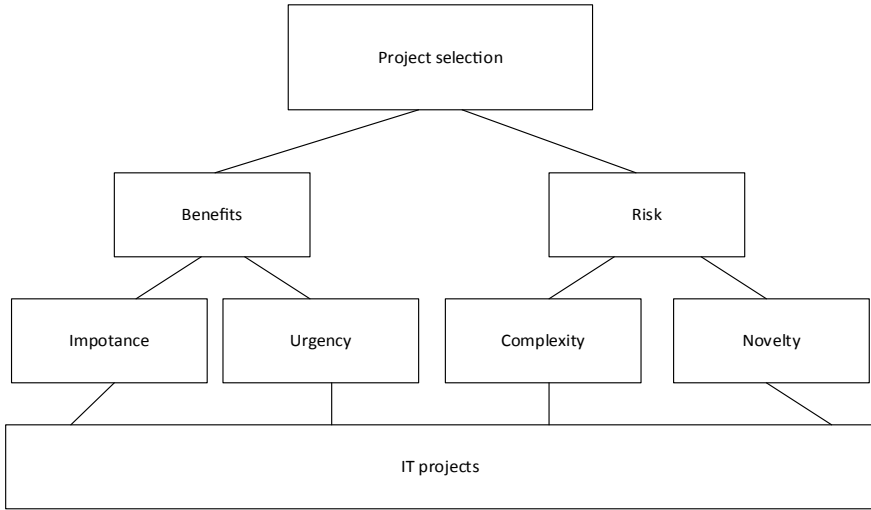 Project selection
Benefits
Risk
Impotance
Urgency
Complexity
Novelty
IT projects